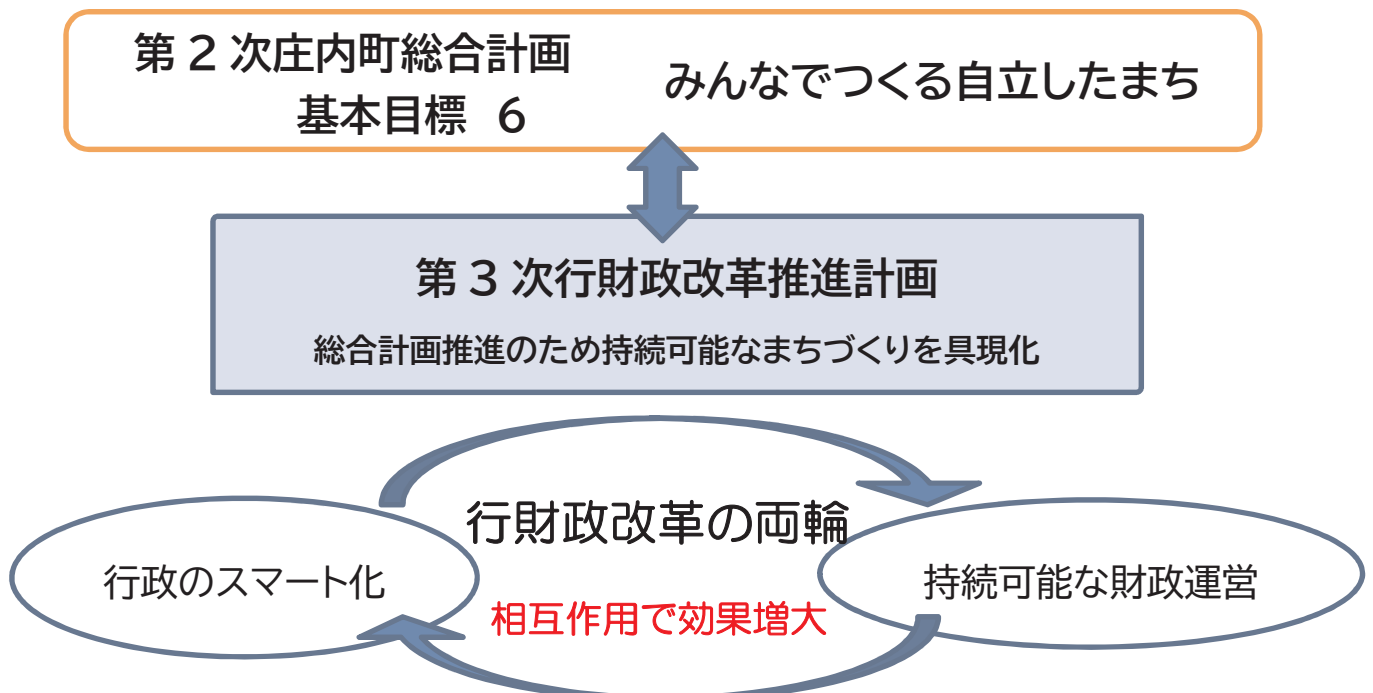 第2次庄内町総合計画
基本目標 6
みんなでつくる自立したまち
第3次行財政改革推進計画
総合計画推進のため持続可能なまちづくりを具現化
行財政改革の両輪
行政のスマート化
持続可能な財政運営
相互作用で効果増大